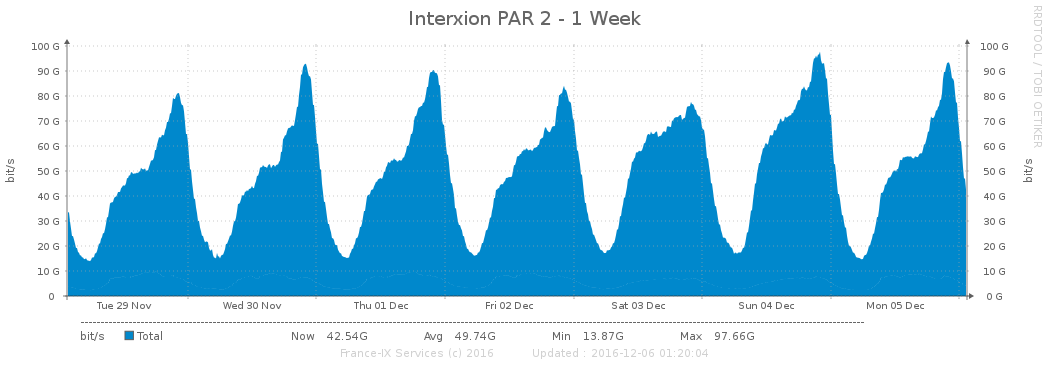 Interxion PAR 2 - 1 Week
RRDTOOL / TOBI OETIKER
bit/s
100 G 100 G
90 G 90 G
80 G 80 G
70 G 70 G
60 G 60 G
50 G 50 G
40 G 40 G
30 G 30 G
20 G 20 G
10 G 10 G
0 0 G
bit/s
Tue 29 Nov Wed 30 Nov Thu 01 Dec Fri 02 Dec Sat 03 Dec Sun 04 Dec Mon 05 Dec
bit/s Total Now 42.54G Avg 49.74G Min 13.87G Max 97.66G
France-IX Services (c) 2016 Updated : 2016-12-06 01:20:04